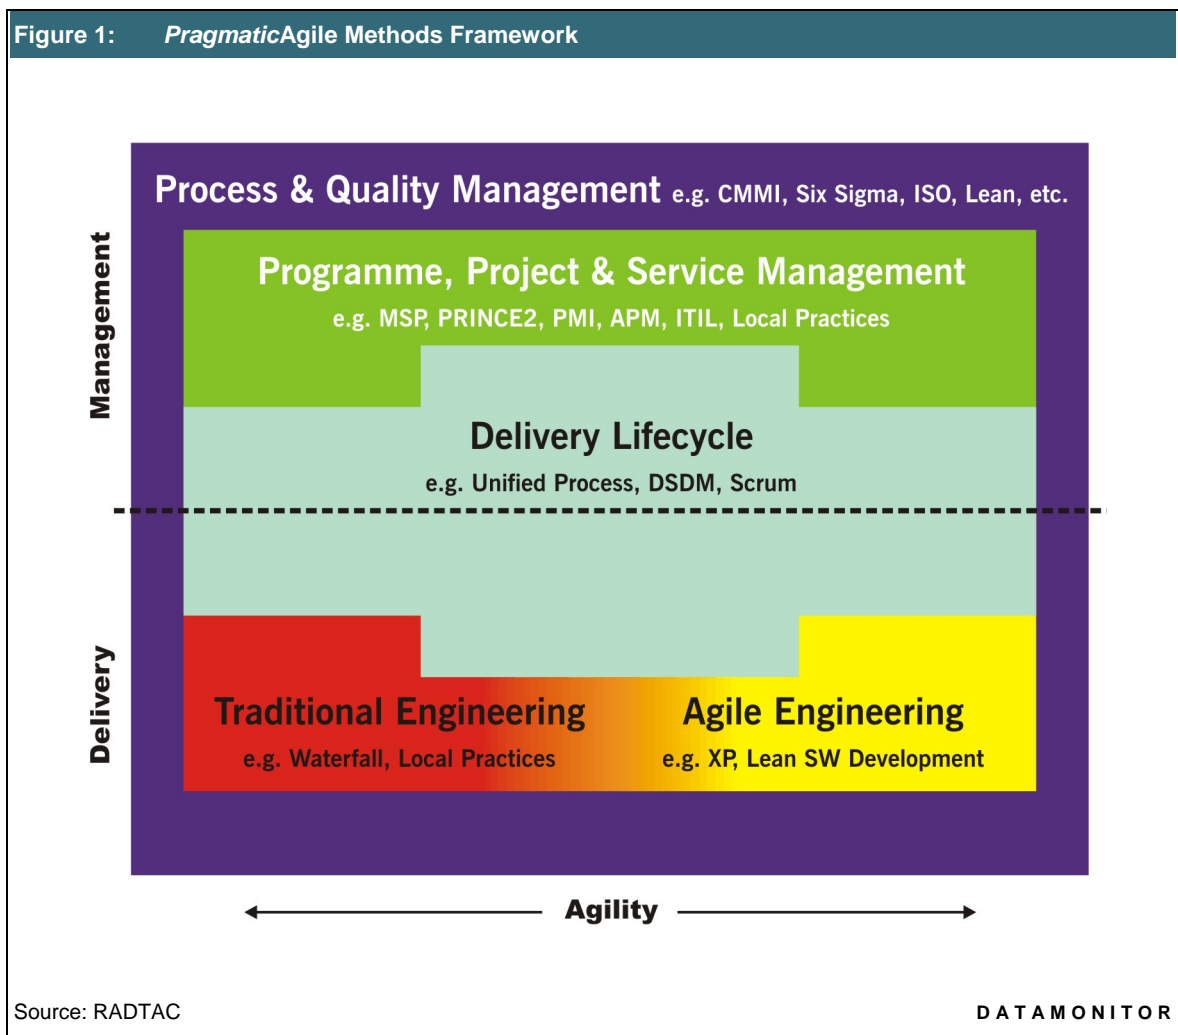 Figure 1: PragmaticAgile Methods Framework
Process & Quality Management e.g. CMMI, Six Sigma, ISO, Lean, etc.
Programme, Project & Service Management
e.g. MSP, PRINCE2, PMI, APM, ITIL, Local Practices
Management
Delivery Lifecycle
e.g. Unified Process, DSDM, Scrum
Delivery
Traditional Engineering
e.g. Waterfall, Local Practices
Agile Engineering
e.g. XP, Lean SW Development
Agility
Source: RADTAC
DATAMONITOR